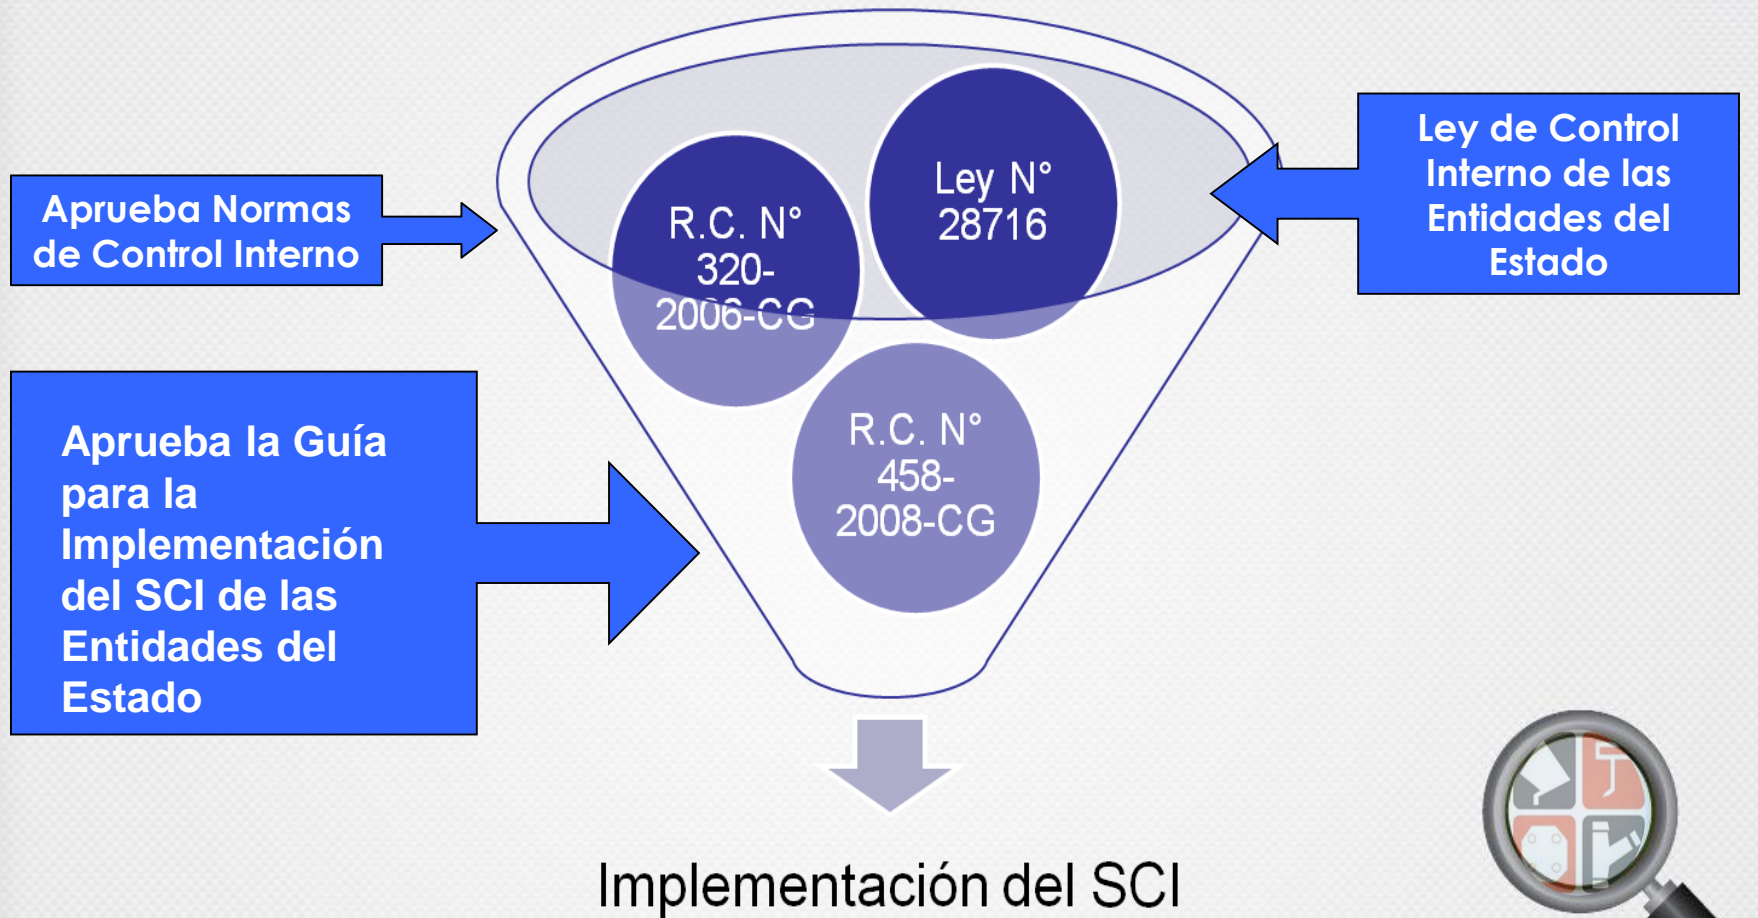 Aprueba Normas
de Control Interno
R.C. N°
320-
2006-CG
Ley N°
28716
Ley de Control
Interno de las
Entidades del
Estado
Aprueba la Guía
para la
Implementación
del SCI de las
Entidades del
Estado
R.C. N°
458-
2008-CG
Implementación del SCI